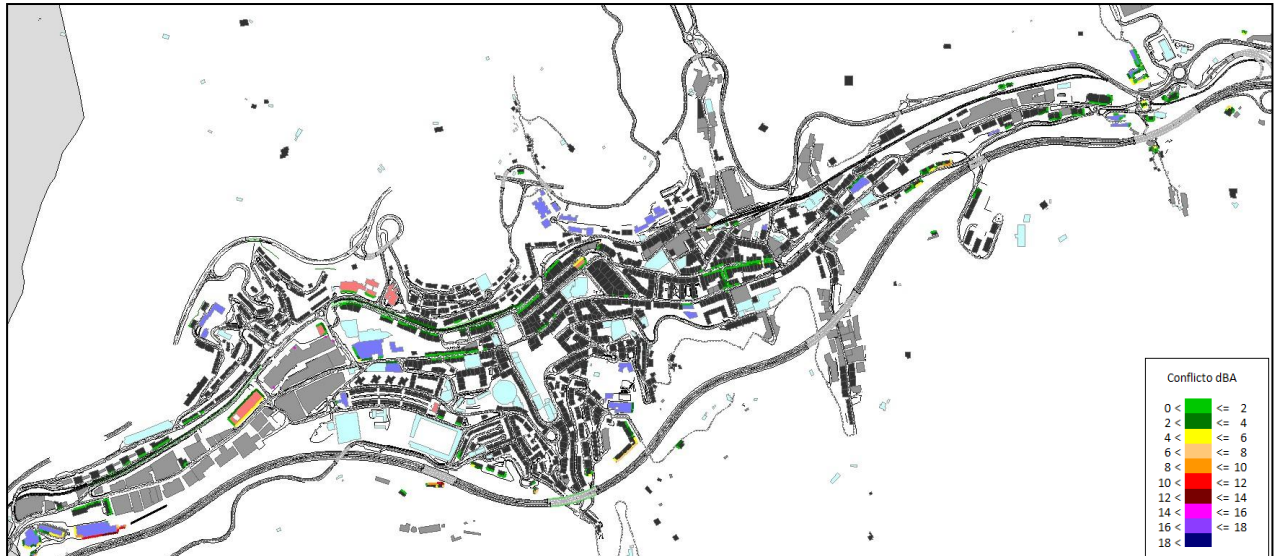 Conflicto dBA
0 < <= 2
2 < <= 4
4 < <= 6
6 < <= 8
8 < <= 10
10 < <= 12
12 < <= 14
14 < <= 16
16 < <= 18
18 <